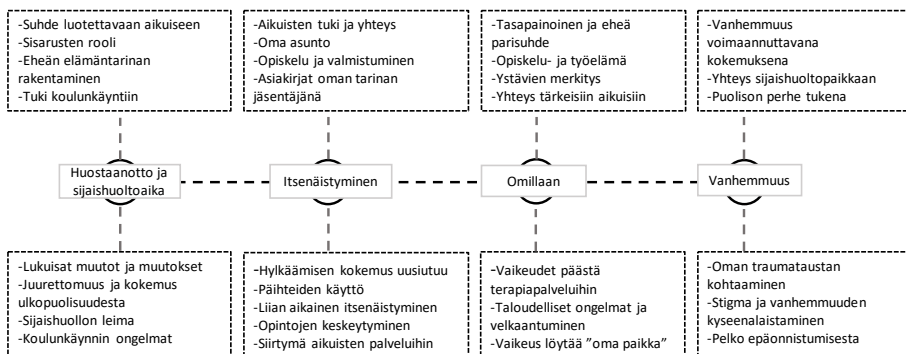 -Suhde luotettavaan aikuiseen
-Sisarusten rooli
-Eheän elämäntarinan
rakentaminen
-Tuki koulunkäyntiin
-Aikuisten tuki ja yhteys
-Oma asunto
-Opiskelu ja valmistuminen
-Asiakirjat oman tarinan
jäsentäjänä
-Tasapainoinen ja eheä
parisuhde
-Opiskelu- ja työelämä
-Ystävien merkitys
-Yhteys tärkeisiin aikuisiin
-Vanhemmuus
voimaannuttavana
kokemuksena
-Yhteys sijaishuoltopaikkaan
-Puolison perhe tukena
Huostaanotto ja
sijaishuoltoaika
Itsenäistyminen
Omillaan
Vanhemmuus
-Lukuisat muutot ja muutokset
-Juurettomuus ja kokemus
ulkopuolisuudesta
-Sijaishuollon leima
-Koulunkäynnin ongelmat
-Hylkäämisen kokemus uusiutuu
-Päihteiden käyttö
-Liian aikainen itsenäistyminen
-Opintojen keskeytyminen
-Siirtymä aikuisten palveluihin
-Vaikeudet päästä
terapiapalveluihin
-Taloudelliset ongelmat ja
velkaantuminen
-Vaikeus löytää ”oma paikka”
-Oman traumataustan
kohtaaminen
-Stigma ja vanhemmuuden
kyseenalaistaminen
-Pelko epäonnistumisesta